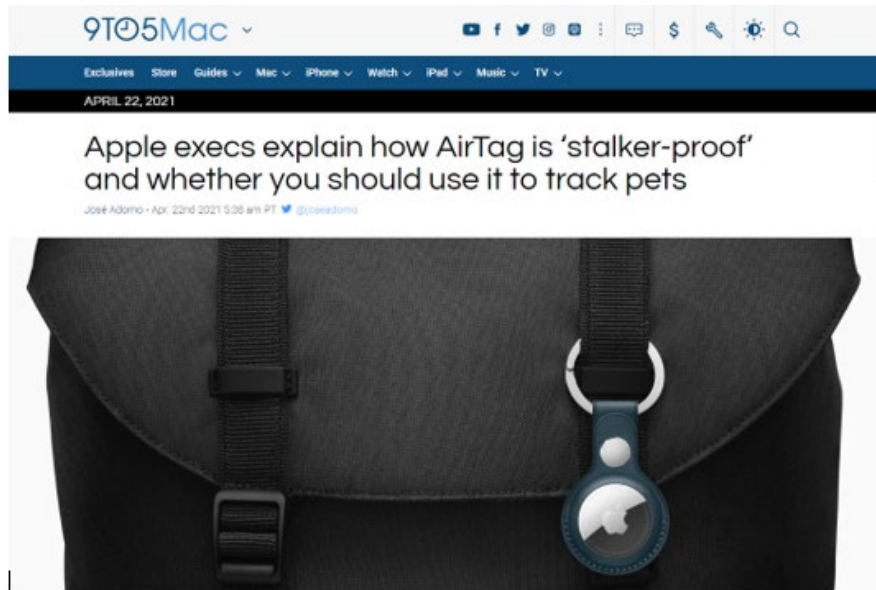 9TO5Mac
Exclusives Store Guides Mac iPhone Watch iPad Music TV
APRIL 22, 2021
Apple execs explain how AirTag is ‘stalker-proof’
and whether you should use it to track pets
José Adorno - Apr. 22nd 2021 5:38 am PT @joseadorno